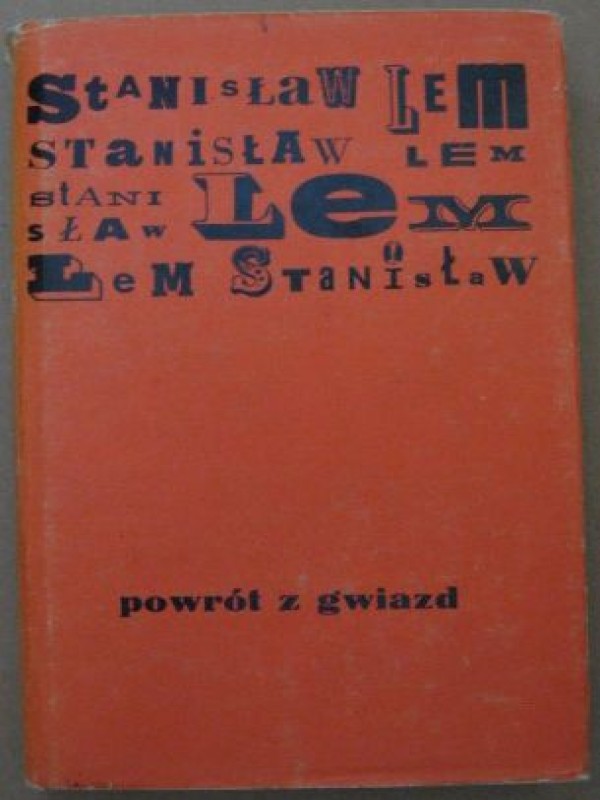 StANIsŁaW LEM
STanisŁAW LEM
StANI
sŁAw LeM
LeM STaNisŁaW
powrót z gwiazd